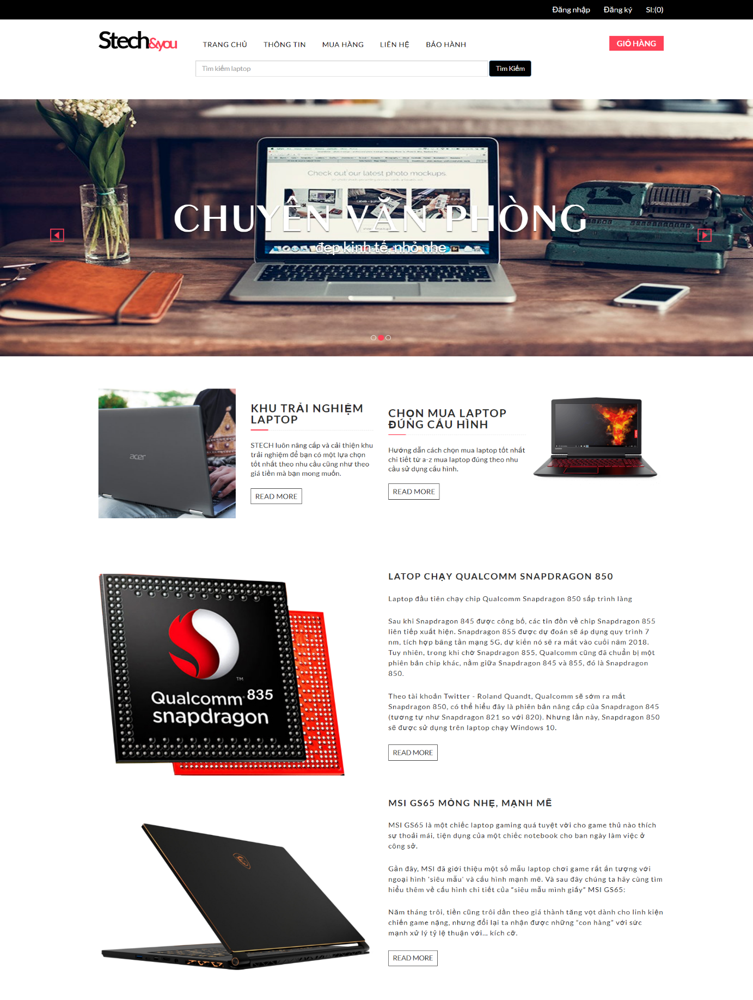 Đăng nhập Đăng ký Sl:(0)
Stech&you
TRANG CHỦ THÔNG TIN MUA HÀNG LIÊN HỆ BẢO HÀNH
GIỎ HÀNG
Tìm kiếm laptop
Tìm Kiếm
Check out our latest photo mockups.
CHUYÊN VĂN PHÒNG
đẹp kinh tế, nhỏ nhẹ
acer
KHU TRẢI NGHIỆM
LAPTOP
STECH luôn nâng cấp và cải thiện khu
trải nghiệm để bạn có một lựa chọn
tốt nhất theo nhu cầu cũng như theo
giá tiền mà bạn mong muốn.
READ MORE
CHỌN MUA LAPTOP
ĐÚNG CẤU HÌNH
Hướng dẫn cách chọn mua laptop tốt nhất
chi tiết từ a-z mua laptop đúng theo nhu
cầu sử dụng cấu hình.
READ MORE
Qualcomm 835
snapdragon
TM
LATOP CHẠY QUALCOMM SNAPDRAGON 850
Laptop đầu tiên chạy chip Qualcomm Snapdragon 850 sắp trình làng
Sau khi Snapdragon 845 được công bố, các tin đồn về chip Snapdragon 855
liên tiếp xuất hiện. Snapdragon 855 được dự đoán sẽ áp dụng quy trình 7
nm, tích hợp băng tần mạng 5G, dự kiến nó sẽ ra mắt vào cuối năm 2018.
Tuy nhiên, trong khi chờ Snapdragon 855, Qualcomm cũng đã chuẩn bị một
phiên bản chip khác, nằm giữa Snapdragon 845 và 855, đó là Snapdragon
850.
Theo tài khoản Twitter - Roland Quandt, Qualcomm sẽ sớm ra mắt
Snapdragon 850, có thể hiểu đây là phiên bản nâng cấp của Snapdragon 845
(tương tự như Snapdragon 821 so với 820). Nhưng lần này, Snapdragon 850
sẽ được sử dụng trên laptop chạy Windows 10.
READ MORE
MSI GS65 MỎNG NHẸ, MẠNH MẼ
MSI GS65 là một chiếc laptop gaming quá tuyệt vời cho game thủ nào thích
sự thoải mái, tiện dụng của một chiếc notebook cho ban ngày làm việc ở
công sở.
Gần đây, MSI đã giới thiệu một số mẫu laptop chơi game rất ấn tượng với
ngoại hình 'siêu mẫu' và cấu hình mạnh mẽ. Và sau đây chúng ta hãy cùng tìm
hiểu thêm về cấu hình chi tiết của “siêu mẫu mình giấy” MSI GS65:
Năm tháng trôi, tiền cũng trôi dần theo giá thành tăng vọt dành cho linh kiện
chiến game nặng, nhưng đổi lại ta nhận được những “con hàng” với sức
mạnh xử lý tỷ lệ thuận với... kích cỡ.
READ MORE